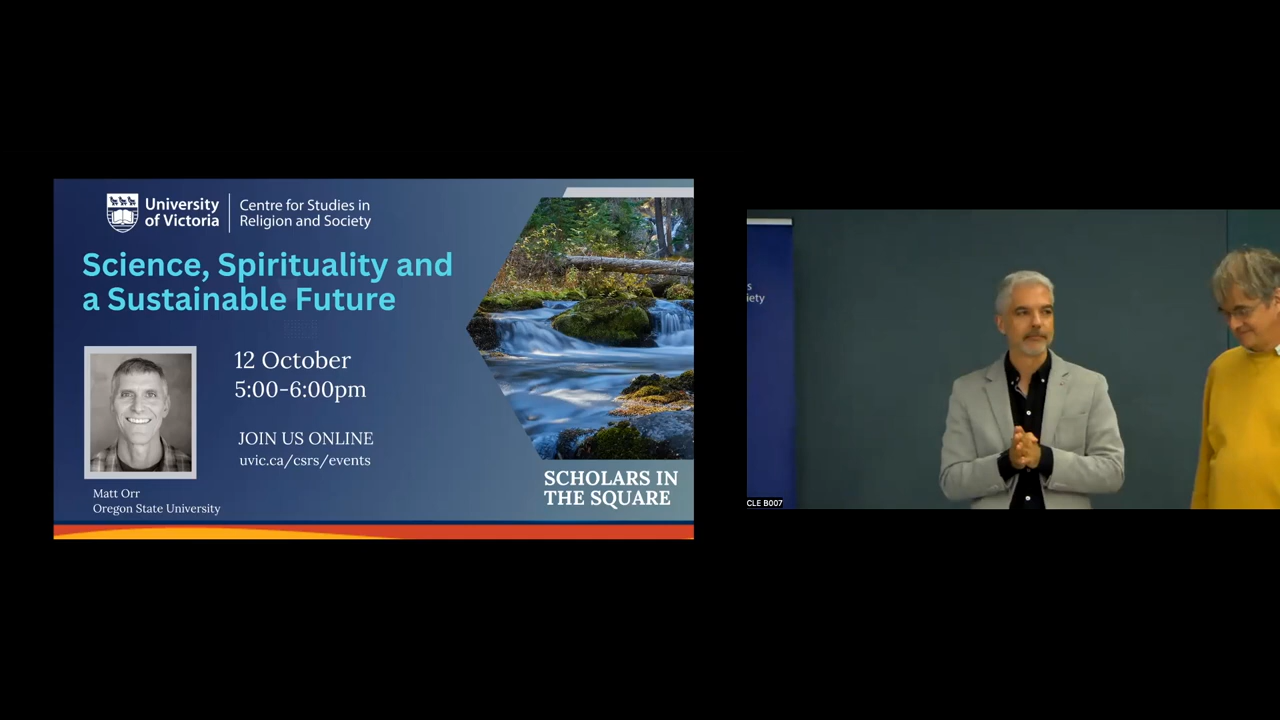 University
of Victoria
Centre for Studies in
Religion and Society
Science, Spirituality and
a Sustainable Future
12 October
5:00-6:00pm
JOIN US ONLINE
uvic.ca/csrs/events
Matt Orr
Oregon State University
SCHOLARS IN
THE SQUARE
s
iety
CLE B007